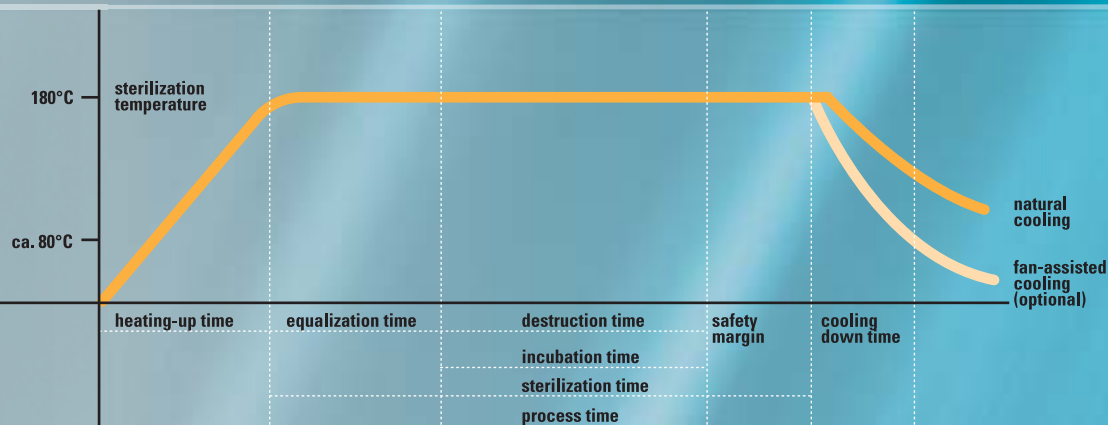 sterilization
temperature
180°C
ca. 80°C
natural
cooling
fan-assisted
cooling
(optional)
heating-up time
equalization time
destruction time
safety
margin
cooling
down time
incubation time
sterilization time
process time